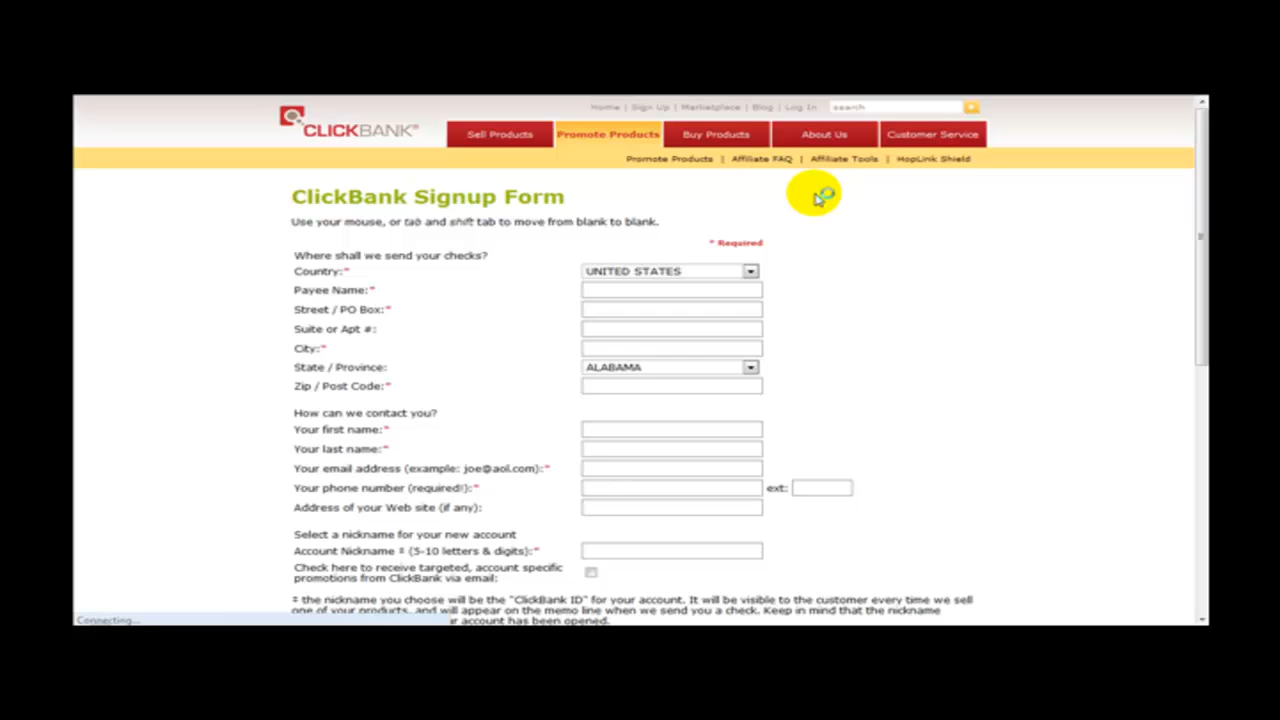 Home | Sign Up | Marketplace | Blog | Log In search
CLICKBANK®
Sell Products Promote Products Buy Products About Us Customer Service
Promote Products | Affiliate FAQ | Affiliate Tools | HopLink Shield
ClickBank Signup Form
Use your mouse, or tab and shift tab to move from blank to blank.
* Required
Where shall we send your checks?
Country:* UNITED STATES
Payee Name:*
Street / PO Box:*
Suite or Apt #:
City:*
State / Province: ALABAMA
Zip / Post Code:*
How can we contact you?
Your first name:*
Your last name:*
Your email address (example: joe@aol.com):*
Your phone number (required!):* ext:
Address of your Web site (if any):
Select a nickname for your new account
Account Nickname ‡ (5-10 letters & digits):*
Check here to receive targeted, account specific
promotions from ClickBank via email:
‡ the nickname you choose will be the "ClickBank ID" for your account. It will be visible to the customer every time we sell
one of your products, and will appear on the memo line when we send you a check. Keep in mind that the nickname
Connecting... account has been opened.